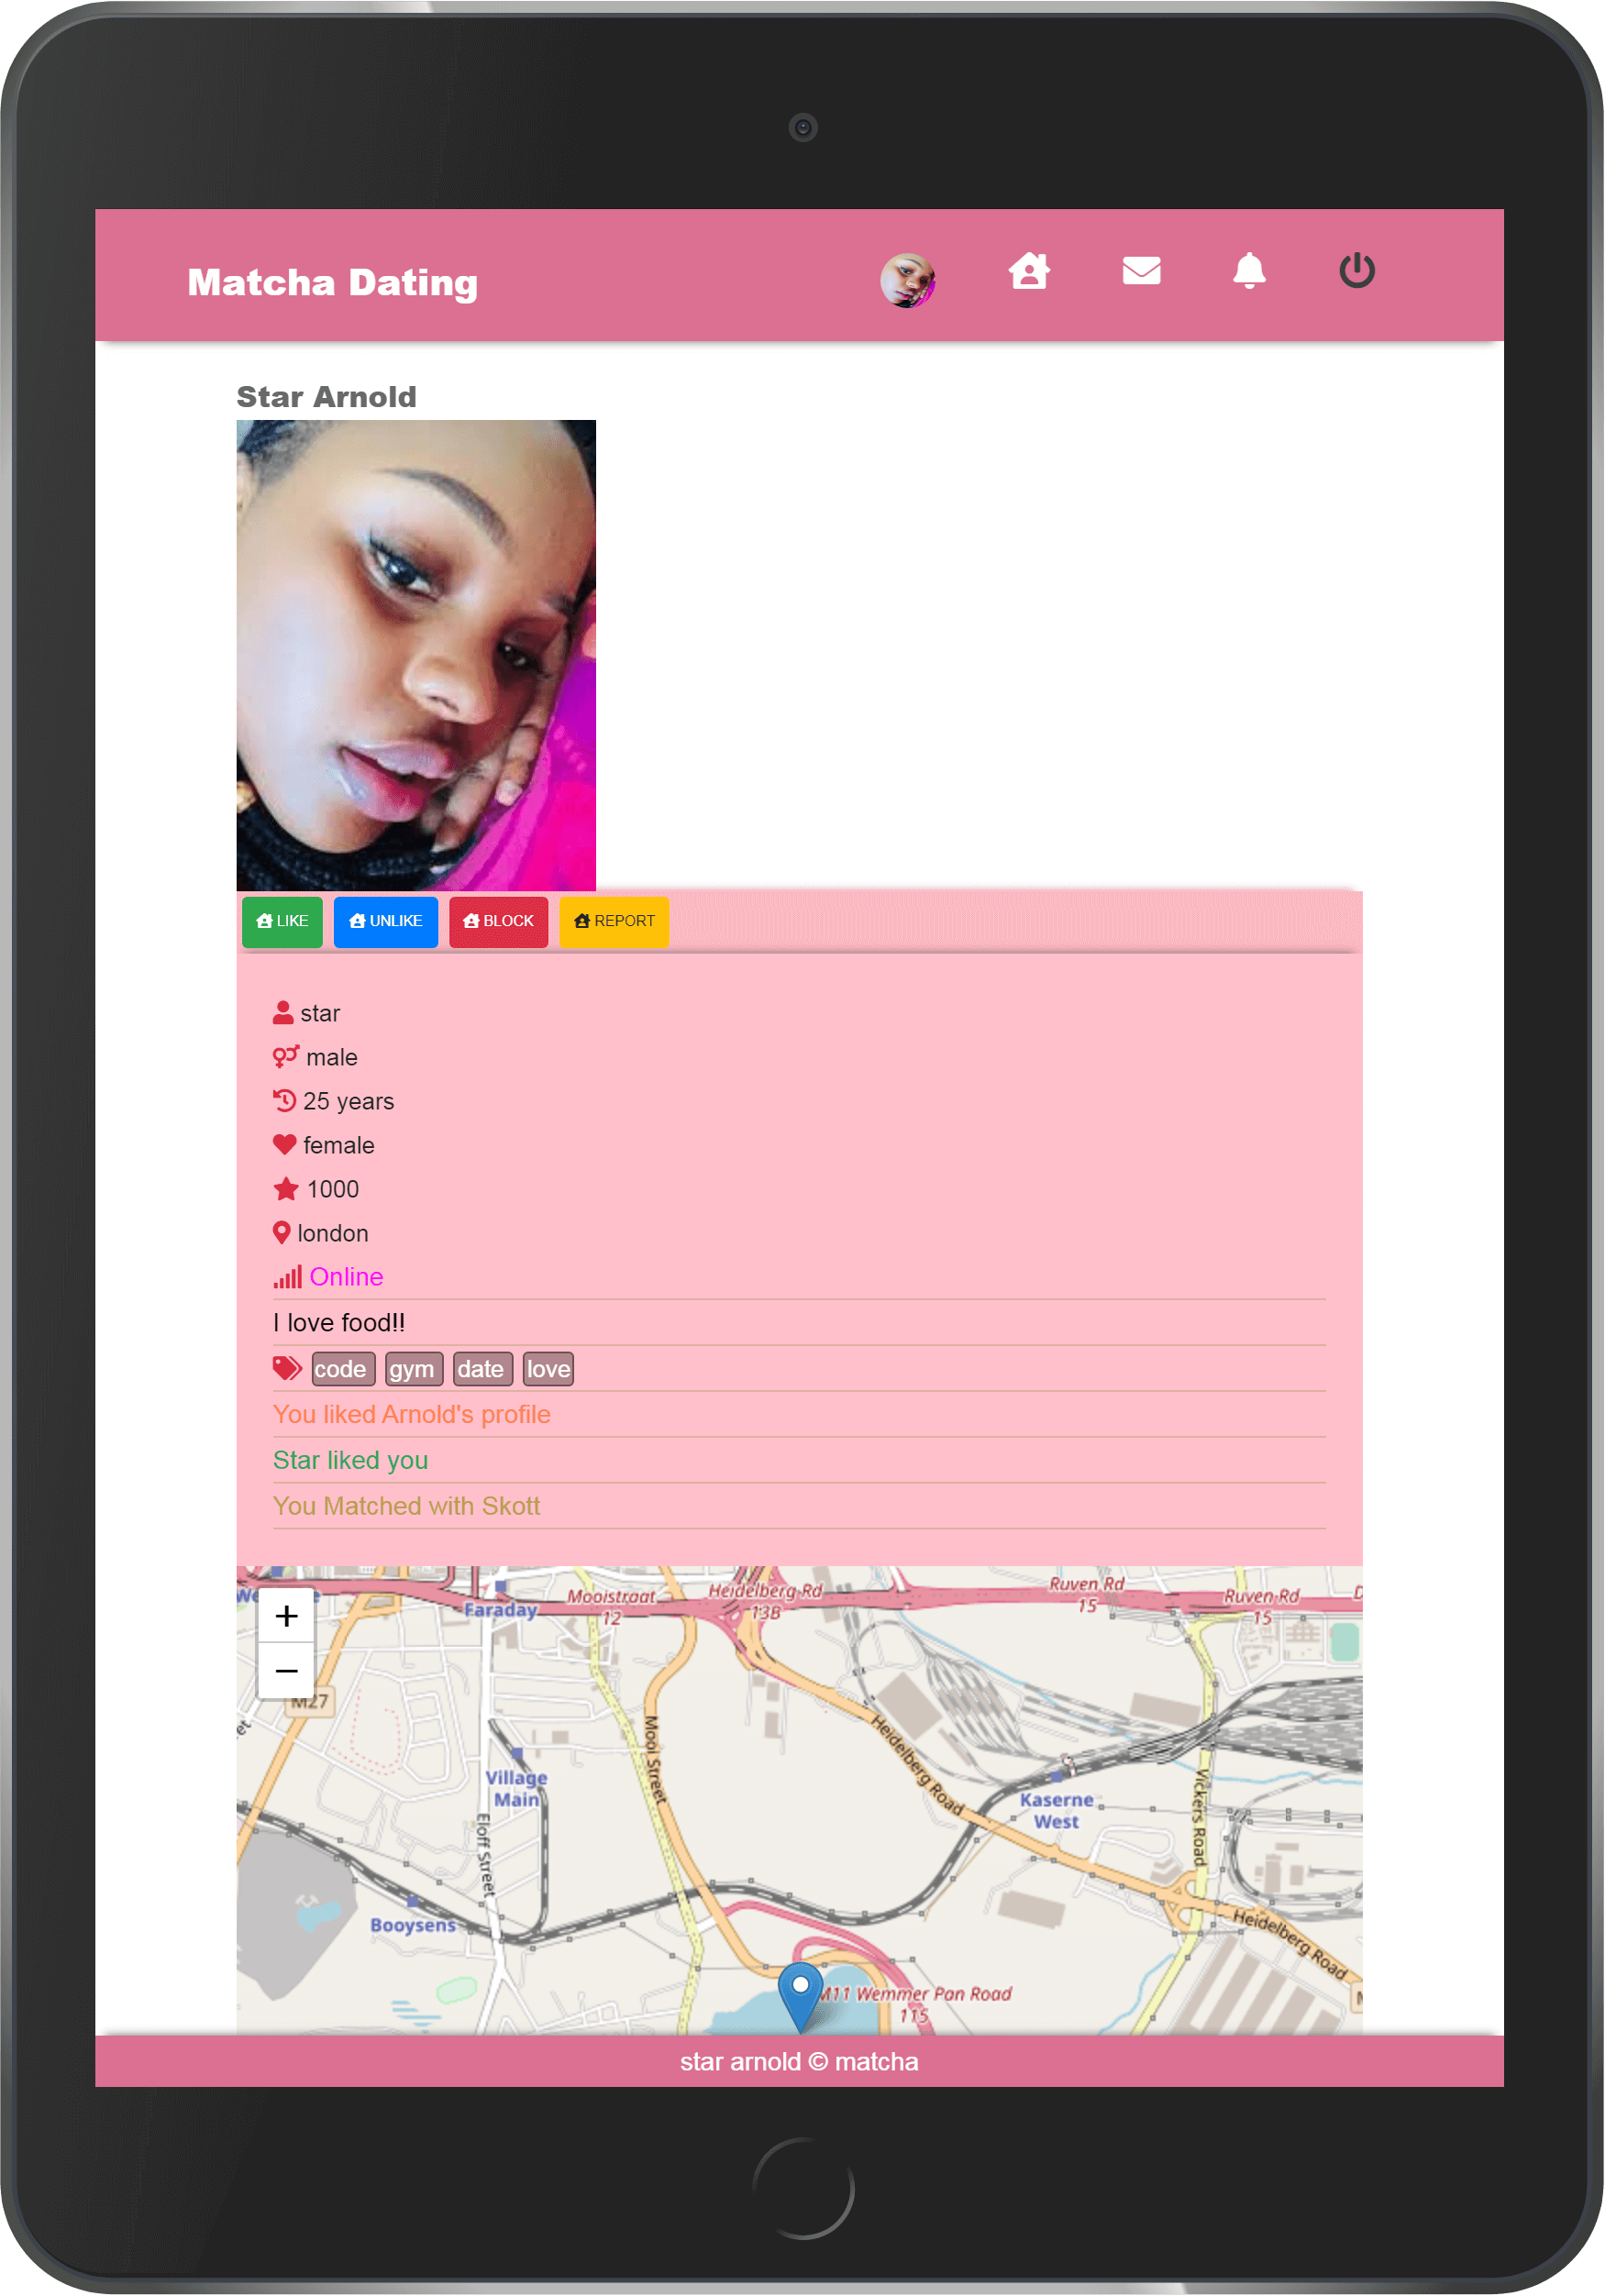 Matcha Dating
Star Arnold
LIKE UNLIKE BLOCK REPORT
star
male
25 years
female
1000
london
Online
I love food!!
code gym date love
You liked Arnold's profile
Star liked you
You Matched with Skott
+
−
Faraday
Mooistraat
12
Heidelberg Rd
13B
Ruven Rd
15
Ruven Rd
15
M27
Mooi Street
Heidelberg Road
Village
Main
Kaserne
West
Vickers Road
Eloff Street
Booysens
Heidelberg Road
M11 Wemmer Pan Road
115
star arnold © matcha